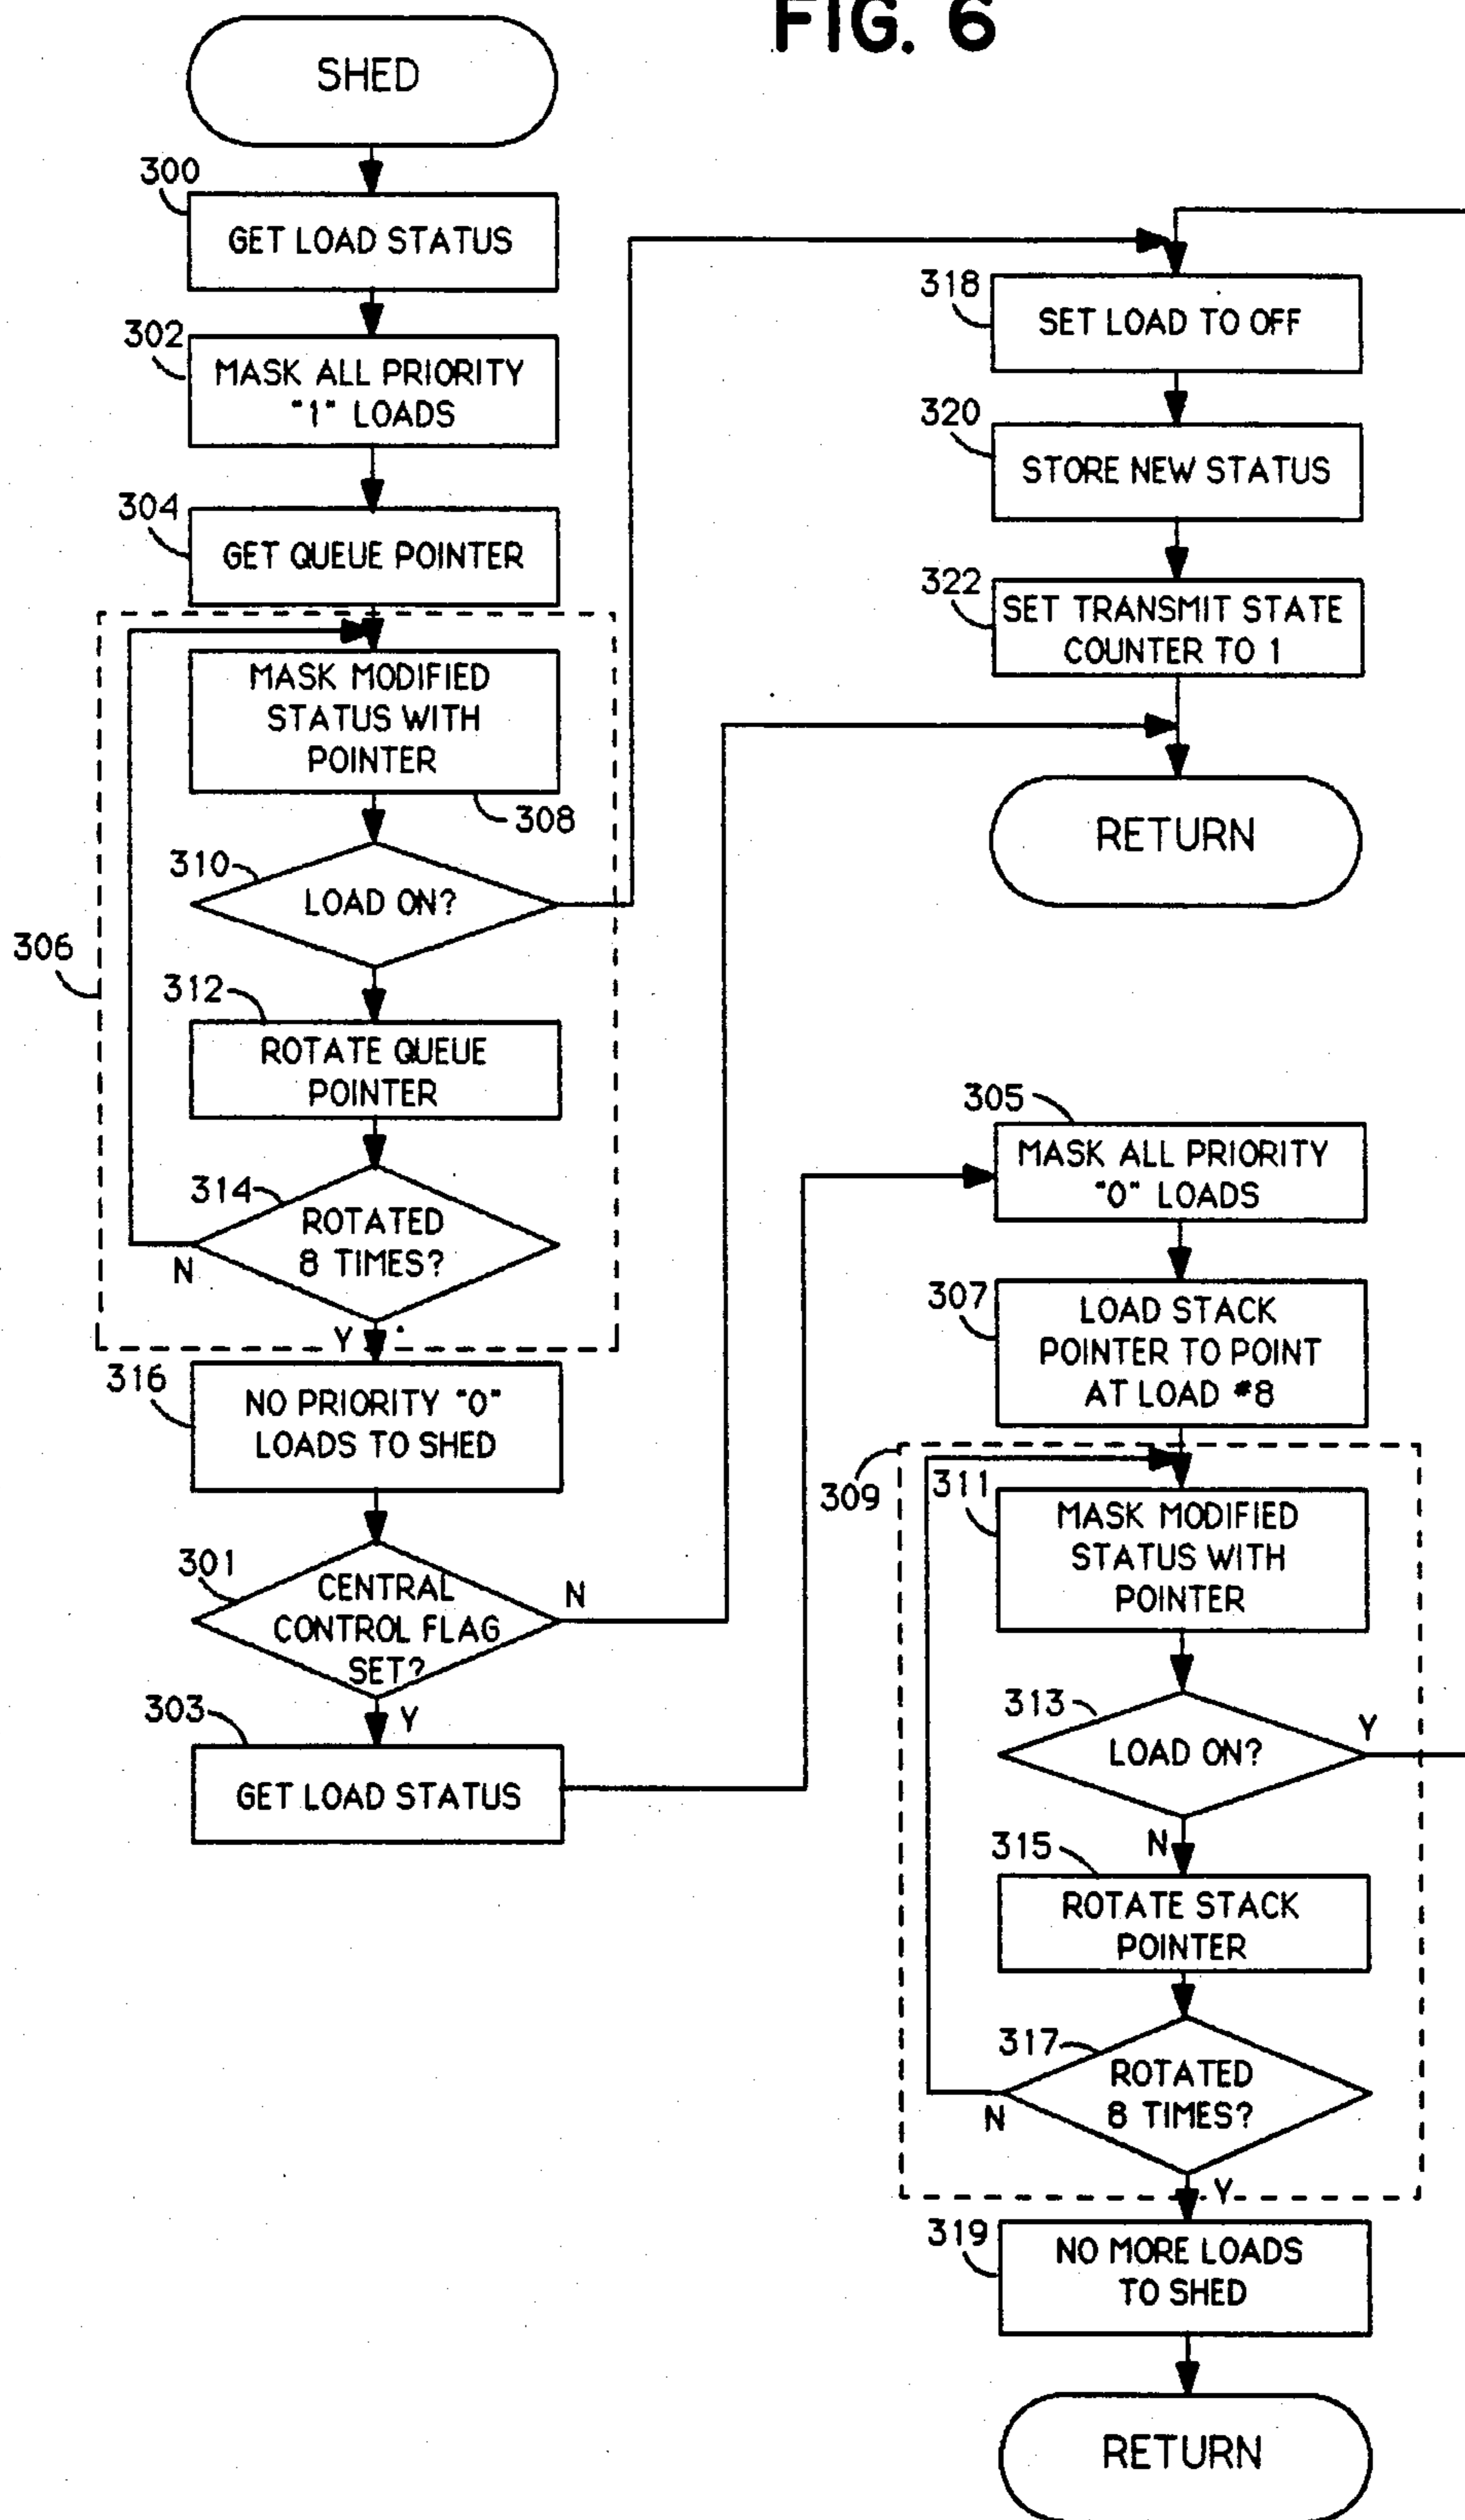 FIG. 6
SHED
300
GET LOAD STATUS
302
MASK ALL PRIORITY
"1" LOADS
304
GET QUEUE POINTER
MASK MODIFIED
STATUS WITH
POINTER
308
310
LOAD ON?
306
312
ROTATE QUEUE
POINTER
314
ROTATED
8 TIMES?
N
Y
316
NO PRIORITY "0"
LOADS TO SHED
301
CENTRAL
CONTROL FLAG
SET?
N
Y
303
GET LOAD STATUS
318
SET LOAD TO OFF
320
STORE NEW STATUS
322
SET TRANSMIT STATE
COUNTER TO 1
RETURN
305
MASK ALL PRIORITY
"0" LOADS
307
LOAD STACK
POINTER TO POINT
AT LOAD #8
309
311
MASK MODIFIED
STATUS WITH
POINTER
313
LOAD ON?
Y
N
315
ROTATE STACK
POINTER
317
ROTATED
8 TIMES?
N
Y
319
NO MORE LOADS
TO SHED
RETURN